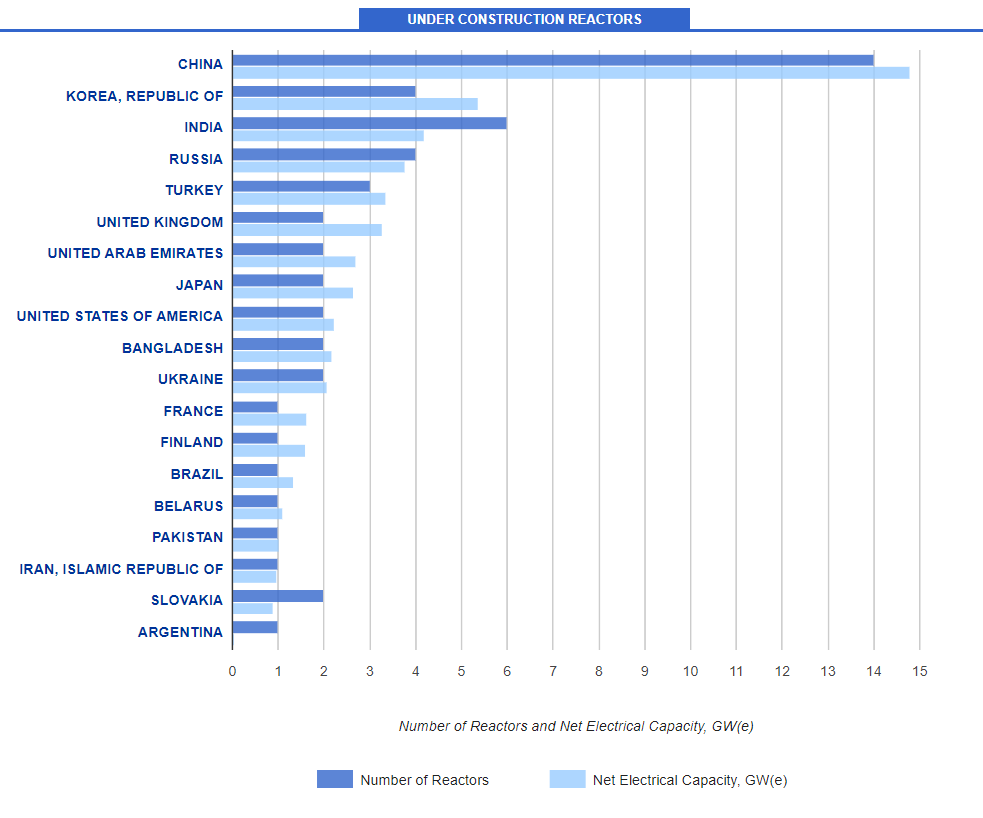 UNDER CONSTRUCTION REACTORS
CHINA
KOREA, REPUBLIC OF
INDIA
RUSSIA
TURKEY
UNITED KINGDOM
UNITED ARAB EMIRATES
JAPAN
UNITED STATES OF AMERICA
BANGLADESH
UKRAINE
FRANCE
FINLAND
BRAZIL
BELARUS
PAKISTAN
IRAN, ISLAMIC REPUBLIC OF
SLOVAKIA
ARGENTINA
0 1 2 3 4 5 6 7 8 9 10 11 12 13 14 15
Number of Reactors and Net Electrical Capacity, GW(e)
Number of Reactors Net Electrical Capacity, GW(e)